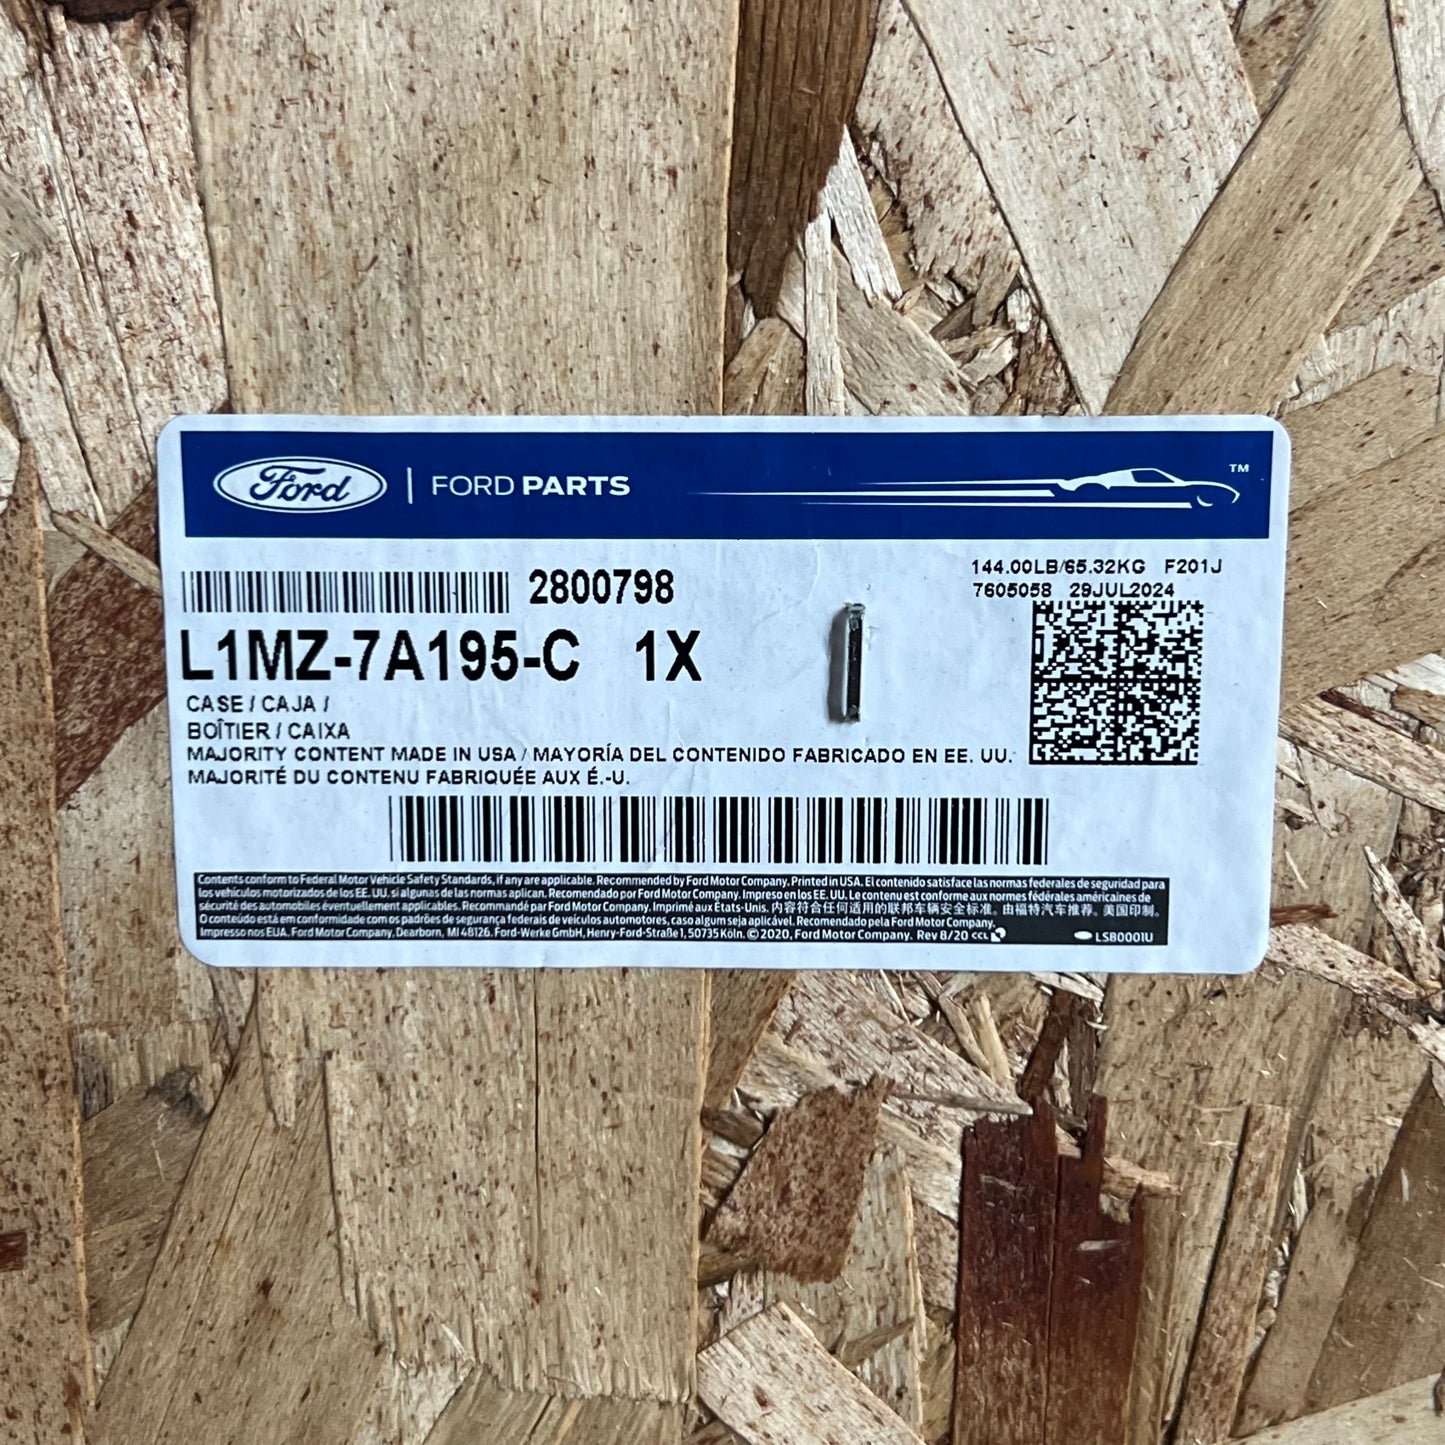 Ford | FORD PARTS
TM
144.00LB/65.32KG F201J
2800798
7605058 29JUL2024
L1MZ-7A195-C 1X
CASE / CAJA /
BOÎTIER / CAIXA
MAJORITY CONTENT MADE IN USA / MAYORÍA DEL CONTENIDO FABRICADO EN EE. UU.
MAJORITÉ DU CONTENU FABRIQUÉE AUX É.-U.
Contents conform to Federal Motor Vehicle Safety Standards, if any are applicable. Recommended by Ford Motor Company. Printed in USA. El contenido satisface las normas federales de seguridad para
los vehículos motorizados de los EE. UU. si algunas de las normas aplican. Recomendado por Ford Motor Company. Impreso en los EE. UU. Le contenu est conforme aux normes fédérales américaines de
sécurité des automobiles éventuellement applicables. Recommandé par Ford Motor Company. Imprimé aux États-Unis. 内容符合任何适用的联邦车辆安全标准。由福特汽车推荐。美国印制。
O conteúdo está em conformidade com os padrões de segurança federais de veículos automotores, caso algum seja aplicável. Recomendado pela Ford Motor Company.
Impresso nos EUA. Ford Motor Company, Dearborn, MI 48126. Ford-Werke GmbH, Henry-Ford-Straße 1, 50735 Köln. © 2020, Ford Motor Company. Rev 8/20 CCL
LSB0001U